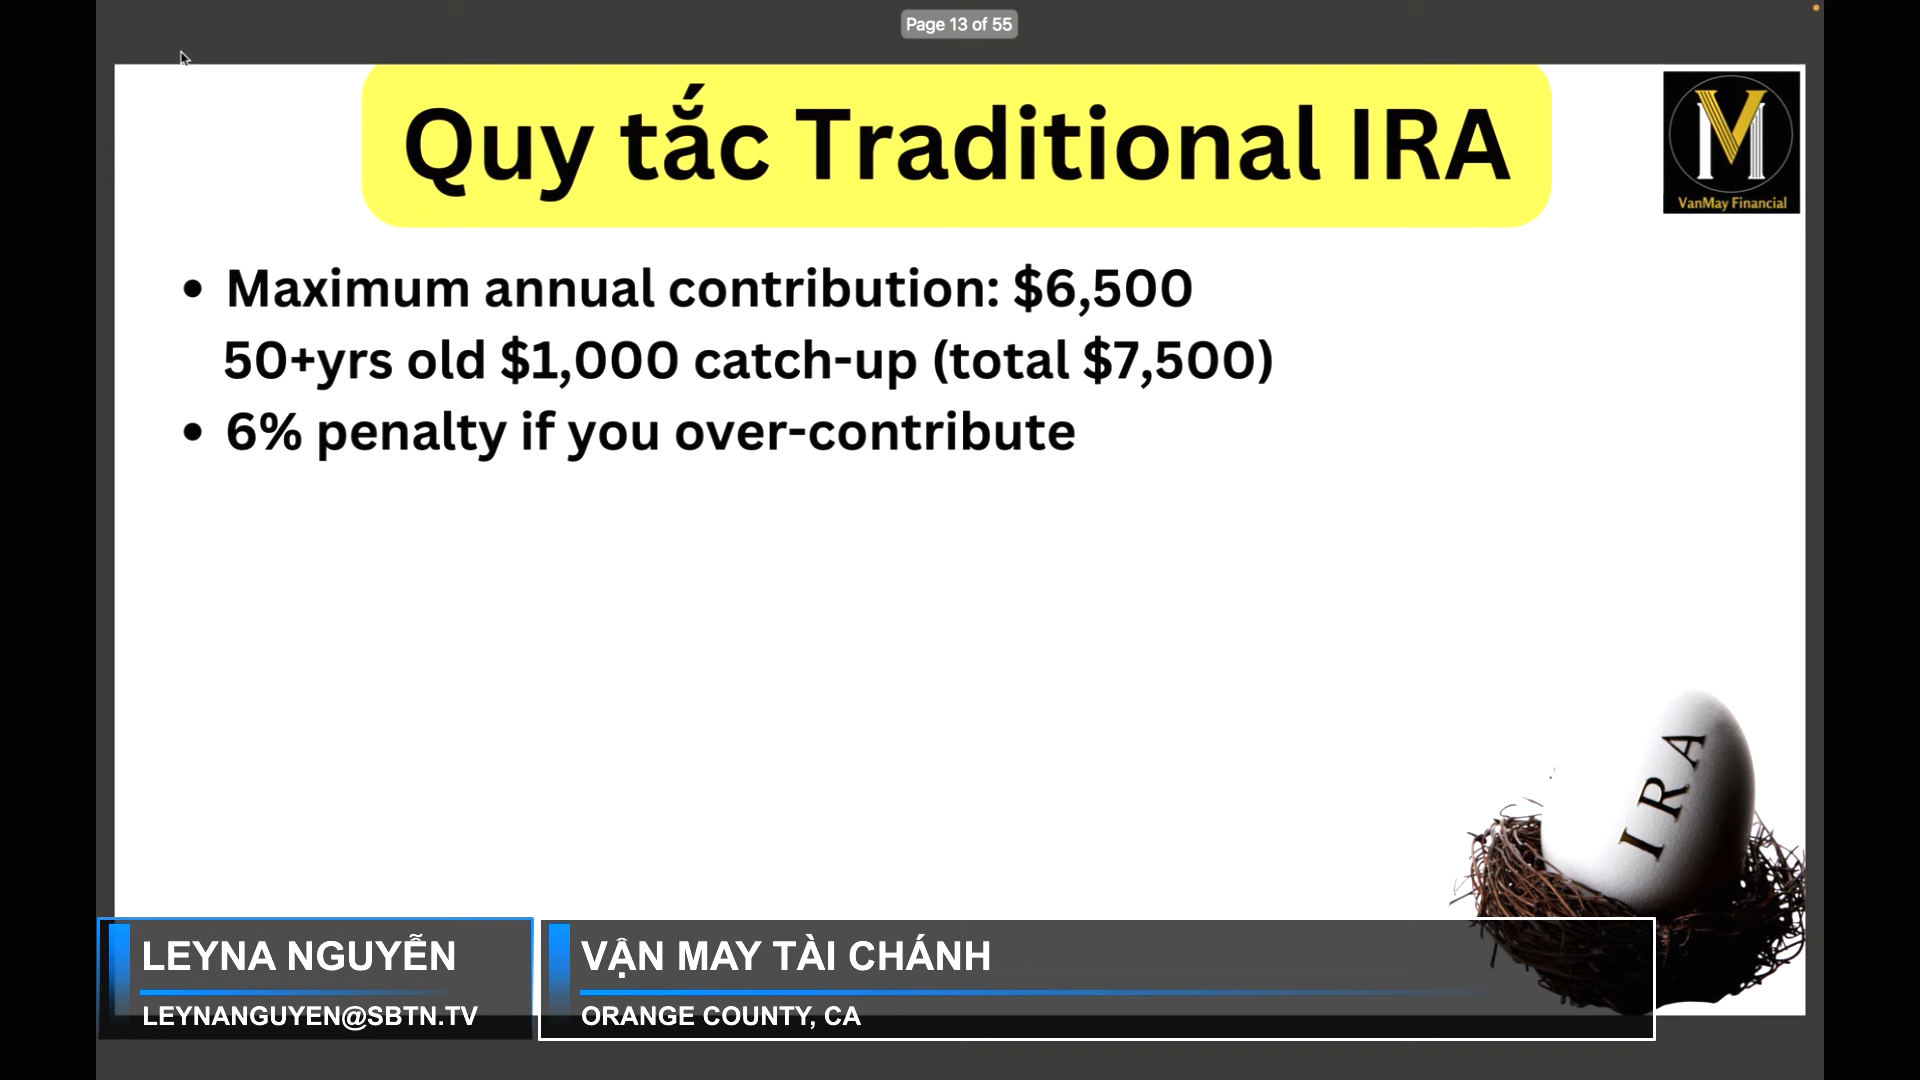 Page 13 of 55
Quy tắc Traditional IRA
VanMay Financial
• Maximum annual contribution: $6,500
50+yrs old $1,000 catch-up (total $7,500)
• 6% penalty if you over-contribute
IRA
LEYNA NGUYỄN
LEYNANGUYEN@SBTN.TV
VẬN MAY TÀI CHÁNH
ORANGE COUNTY, CA